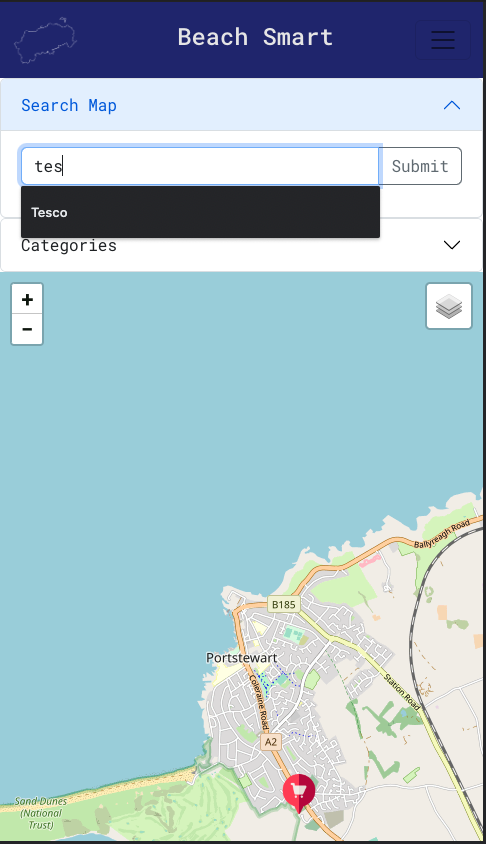 Beach Smart
Search Map
tes
Submit
Tesco
Categories
+
−
Ballyreagh Road
B185
Portstewart
Station Road
Coleraine Road
A2
Sand Dunes
(National
Trust)